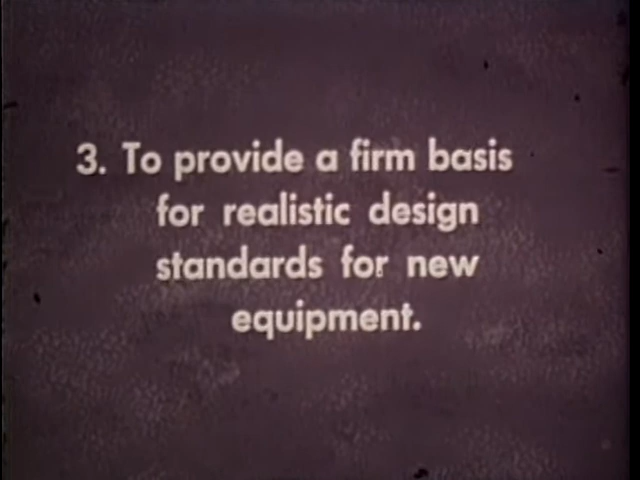 3. To provide a firm basis
for realistic design
standards for new
equipment.